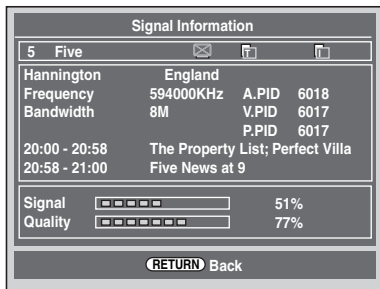 Signal Information
5 Five
Hannington England
Frequency 594000KHz A.PID 6018
Bandwidth 8M V.PID 6017
P.PID 6017
20:00 - 20:58 The Property List; Perfect Villa
20:58 - 21:00 Five News at 9
Signal 51%
Quality 77%
RETURN Back